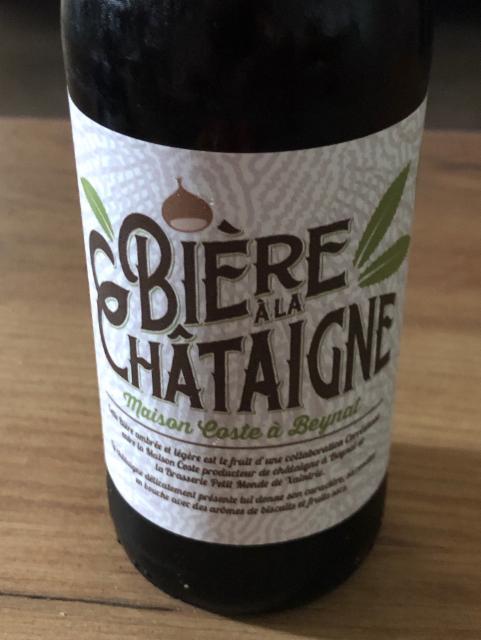 BIÈRE
À LA
CHÂTAIGNE
Maison Coste à Beynat
Cette bière ambrée et légère est le fruit d'une collaboration Corrézienne
entre la Maison Coste producteur de châtaigne à Beynat et
la Brasserie Petit Monde de Xaintrie.
La châtaigne délicatement présente lui donne son caractère,
en bouche avec des arômes de biscuits et fruits secs.